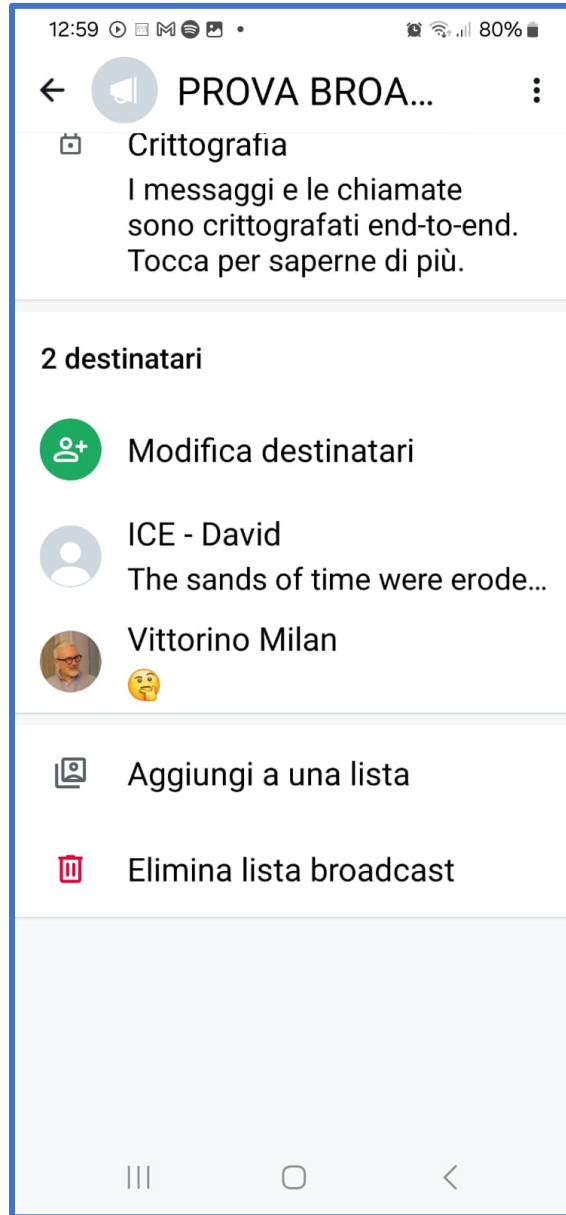 12:59
80%
PROVA BROA...
Crittografia
I messaggi e le chiamate
sono crittografati end-to-end.
Tocca per saperne di più.
2 destinatari
Modifica destinatari
ICE - David
The sands of time were erode...
Vittorino Milan
🤔
Aggiungi a una lista
Elimina lista broadcast